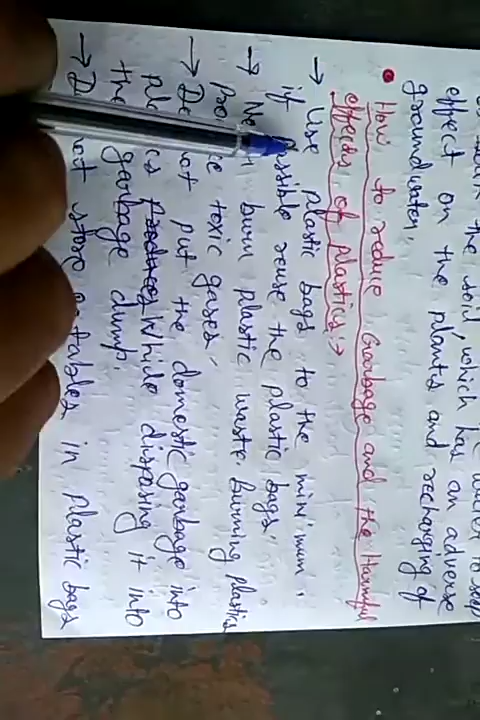 the soil, which has an adverse
effect on the plants and recharging of
groundwater.
• How to reduce Garbage and the Harmful
effects of plastics:→
→ Use plastic bags to the minimum.
if possible reuse the plastic bags.
→ burn plastic waste. Burning plastics
toxic gases.
→ not put the domestic garbage into
While disposing it into
the garbage dump.
→ not store eatables in plastic bags